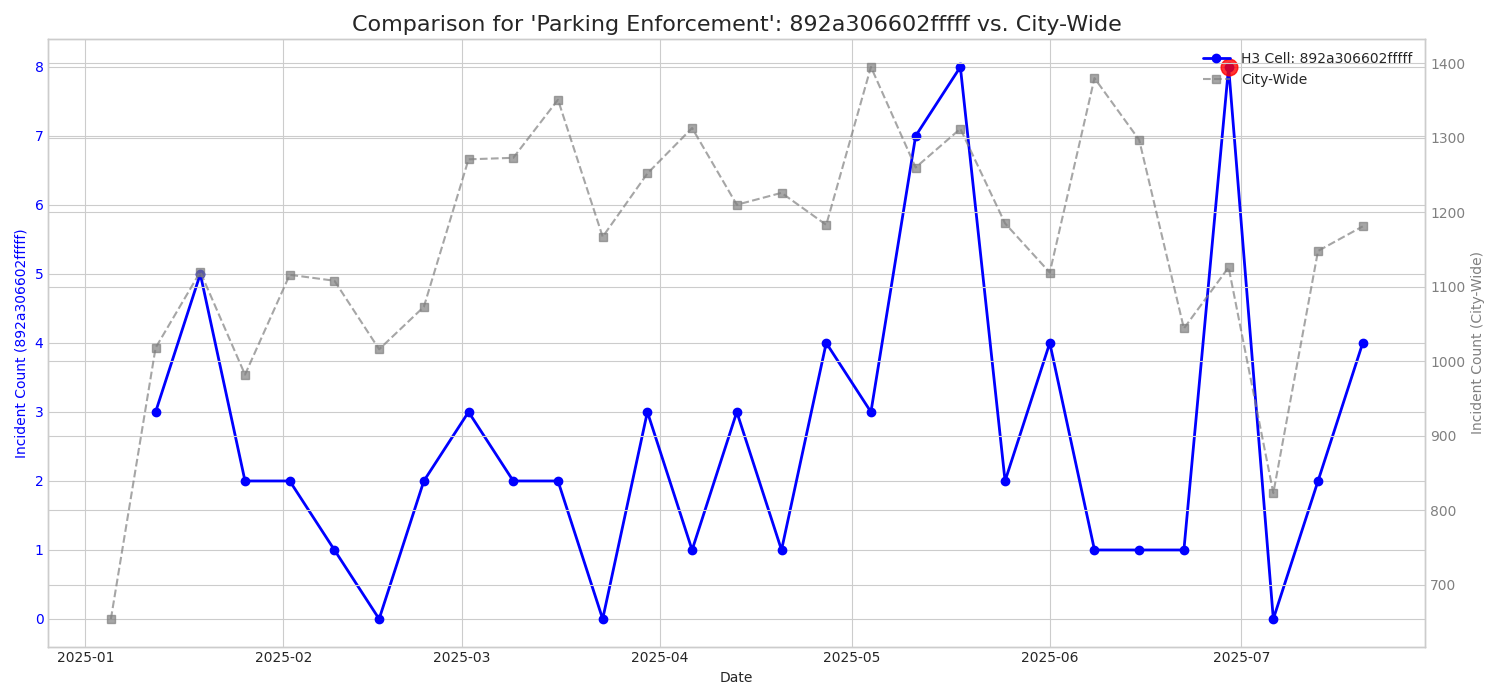 Comparison for 'Parking Enforcement': 892a306602fffff vs. City-Wide
H3 Cell: 892a306602fffff
City-Wide
Incident Count (892a306602fffff)
8
7
6
5
4
3
2
1
0
1400
1300
1200
1100
1000
900
800
700
Incident Count (City-Wide)
2025-01 2025-02 2025-03 2025-04 2025-05 2025-06 2025-07
Date